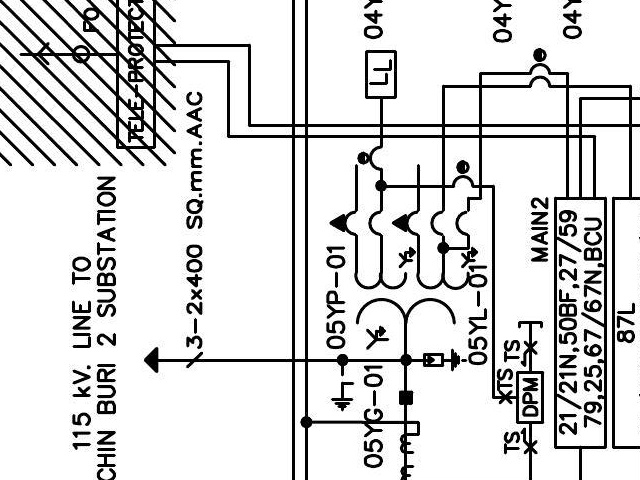 FO
TELE-PROTECT
115 kV. LINE TO
CHIN BURI 2 SUBSTATION
3-2x400 SQ.mm.AAC
04Y
LL
04Y
04Y
05YP-01
05YL-01
05YG-01
Y
Y
Y
MAIN2
21/21N,50BF,27/59
79,25,67/67N,BCU
87L
TS
XTS
DPM
TS